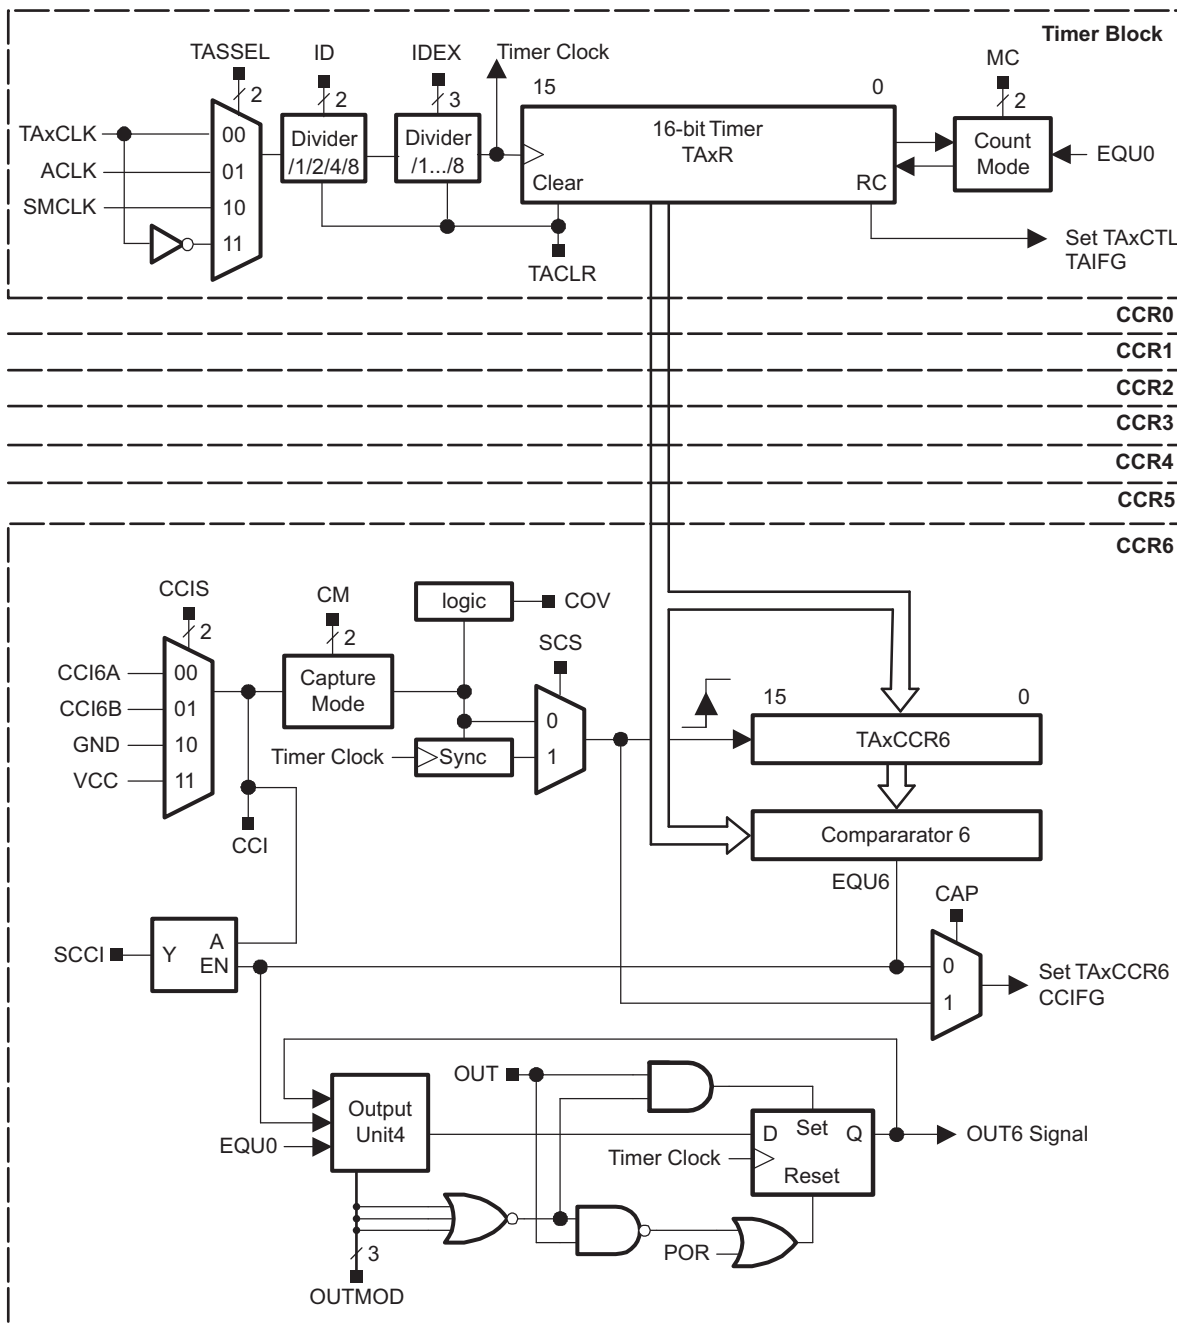 Timer Block
TASSEL
ID
IDEX
Timer Clock
MC
2
2
3
15
0
2
TAxCLK
00
Divider
/1/2/4/8
Divider
/1.../8
16-bit Timer
TAxR
Count
Mode
EQU0
ACLK
01
SMCLK
10
Clear
RC
11
TACLR
Set TAxCTL
TAIFG
CCR0
CCR1
CCR2
CCR3
CCR4
CCR5
CCR6
CCIS
CM
logic
COV
2
2
SCS
CCI6A
00
Capture
Mode
15
0
CCI6B
01
0
GND
10
Timer Clock
Sync
1
TAxCCR6
VCC
11
CCI
Compararator 6
EQU6
CAP
SCCI
Y
A
EN
0
1
Set TAxCCR6
CCIFG
OUT
Output
Unit4
EQU0
D
Set
Q
OUT6 Signal
Timer Clock
Reset
3
POR
OUTMOD